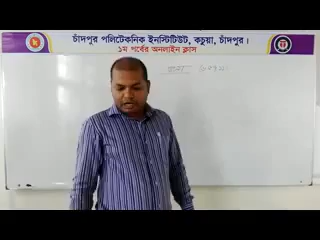 চাঁদপুর পলিটেকনিক ইনস্টিটিউট, কচুয়া, চাঁদপুর।
১ম পর্বের অনলাইন ক্লাস